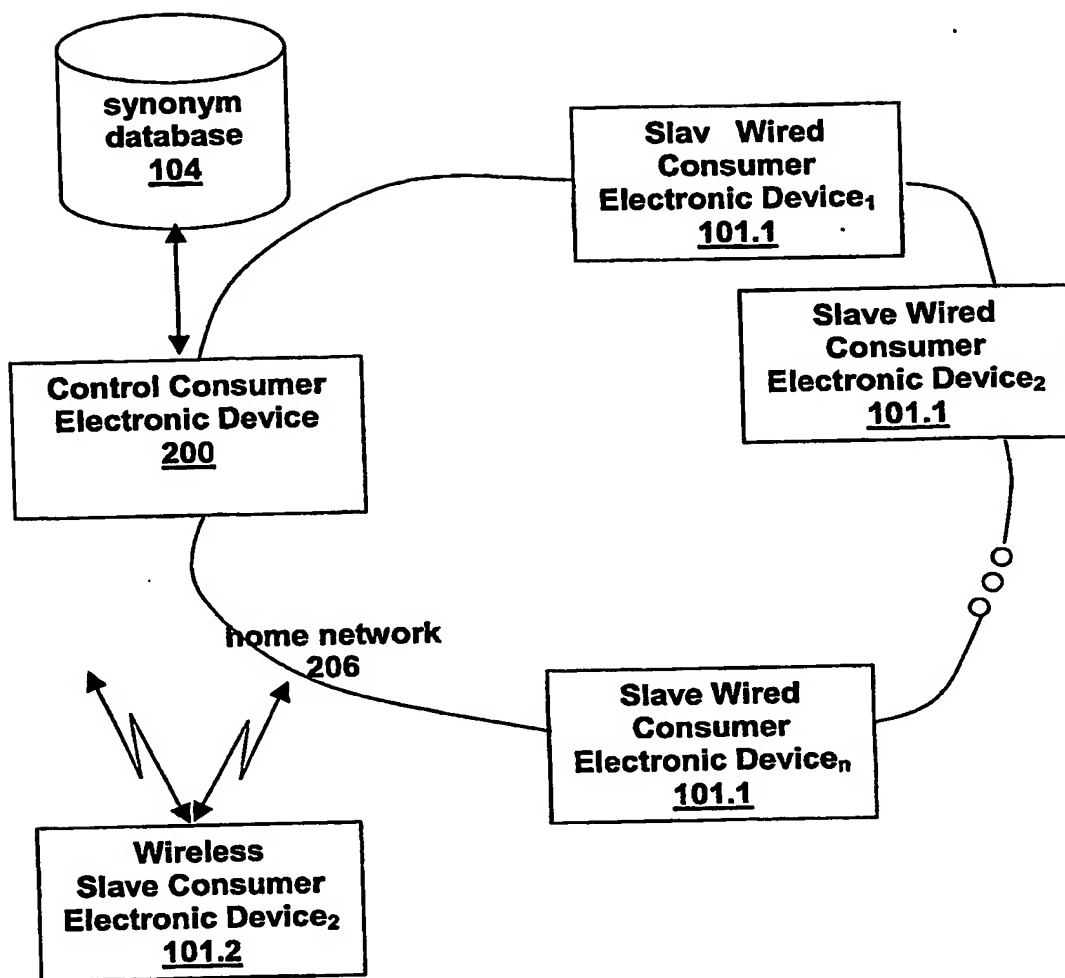 synonym
database
104
Slav Wired
Consumer
Electronic Device₁
101.1
Slave Wired
Consumer
Electronic Device₂
101.1
Control Consumer
Electronic Device
200
home network
206
Slave Wired
Consumer
Electronic Deviceₙ
101.1
Wireless
Slave Consumer
Electronic Device₂
101.2